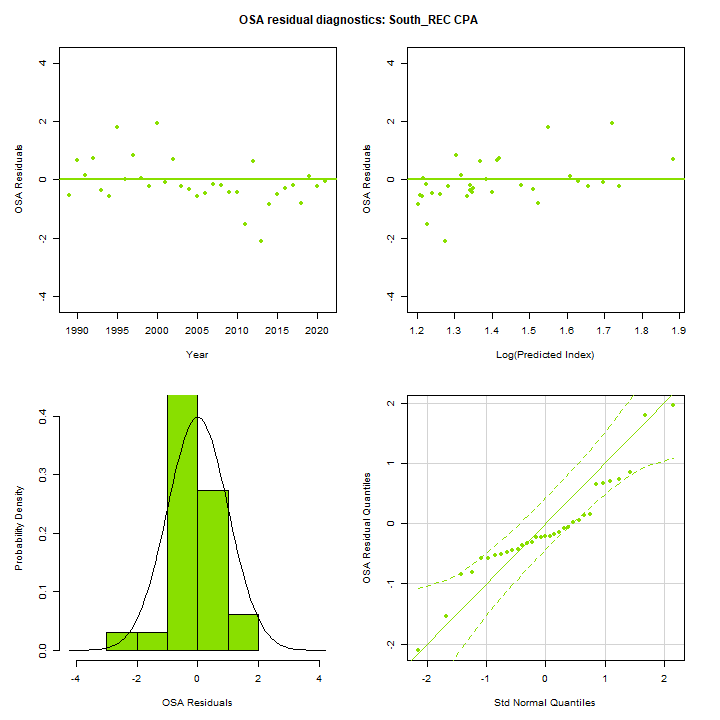 OSA residual diagnostics: South_REC CPA
4
2
0
-2
-4
OSA Residuals
1990 1995 2000 2005 2010 2015 2020
Year
4
2
0
-2
-4
OSA Residuals
1.2 1.3 1.4 1.5 1.6 1.7 1.8 1.9
Log(Predicted Index)
0.4
0.3
0.2
0.1
0.0
Probability Density
-4 -2 0 2 4
OSA Residuals
2
1
0
-1
-2
OSA Residual Quantiles
-2 -1 0 1 2
Std Normal Quantiles